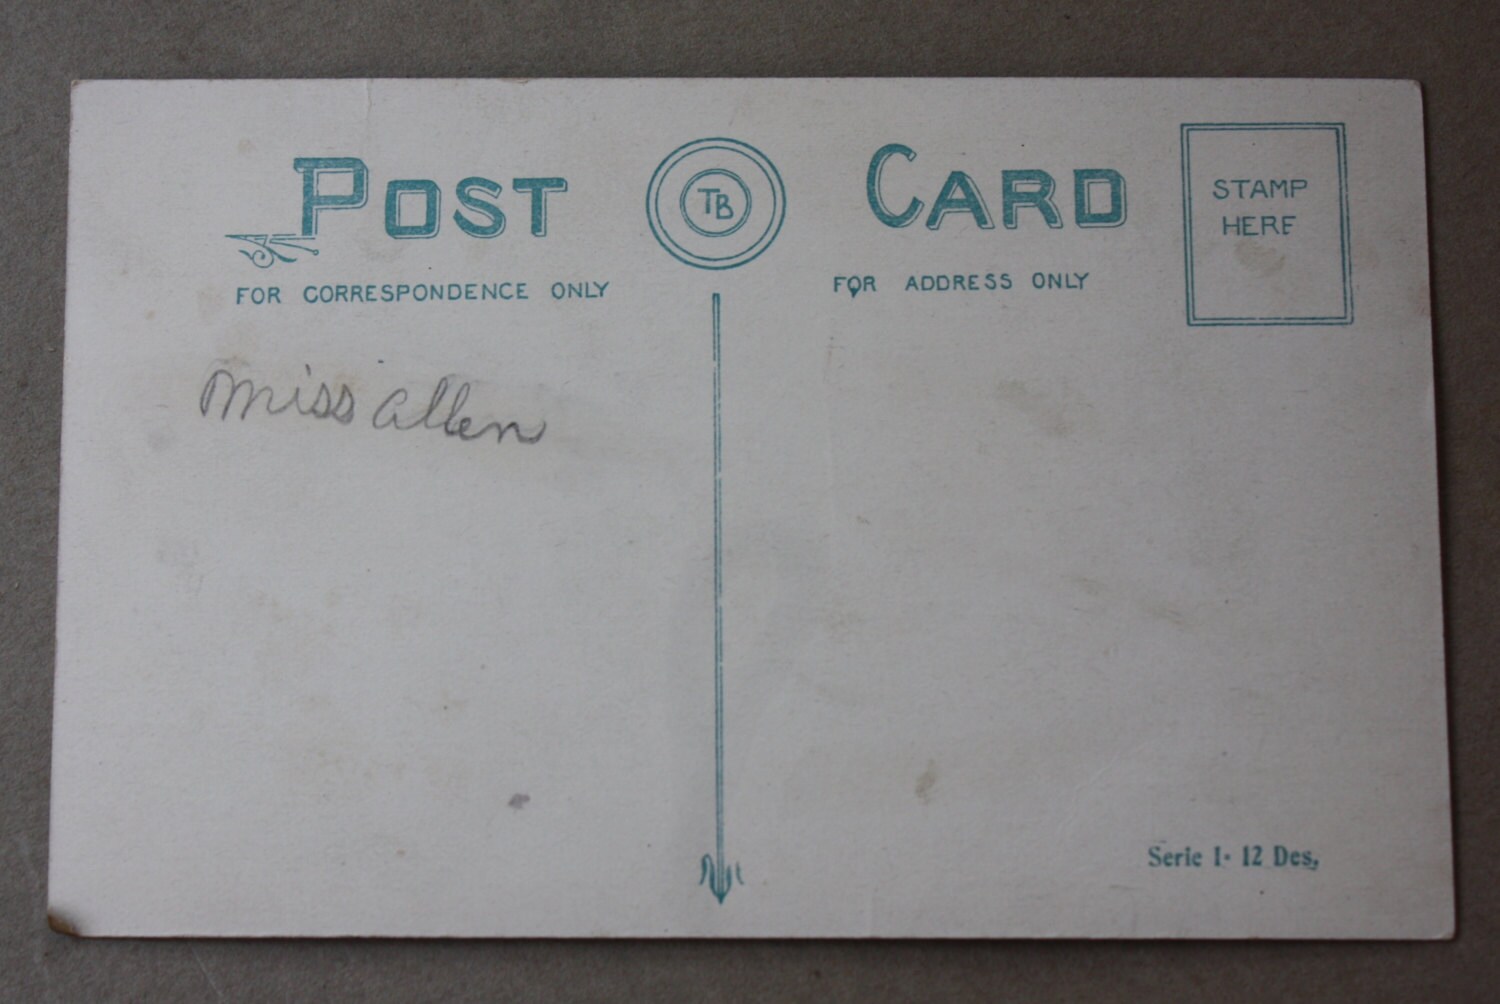 POST CARD
TB
STAMP
HERE
FOR CORRESPONDENCE ONLY
FOR ADDRESS ONLY
Miss Allen
Serie 1· 12 Des.